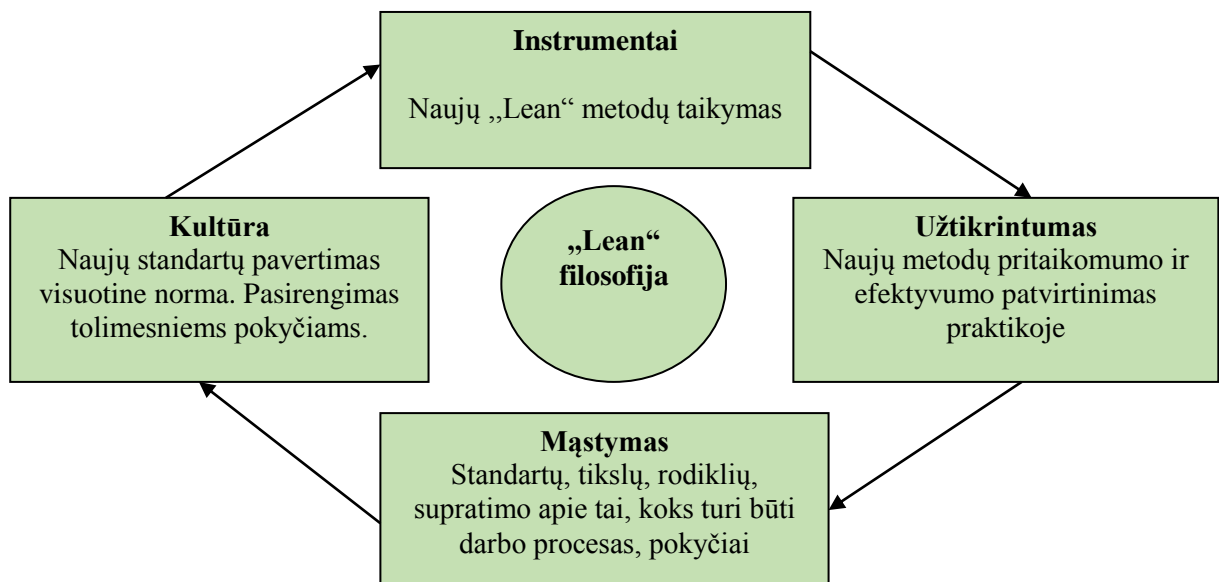 Instrumentai
Naujų ,,Lean“ metodų taikymas
Kultūra
Naujų standartų pavertimas
visuotine norma. Pasirengimas
tolimesniems pokyčiams.
„Lean“
filosofija
Užtikrintumas
Naujų metodų pritaikomumo ir
efektyvumo patvirtinimas
praktikoje
Mąstymas
Standartų, tikslų, rodiklių,
supratimo apie tai, koks turi būti
darbo procesas, pokyčiai